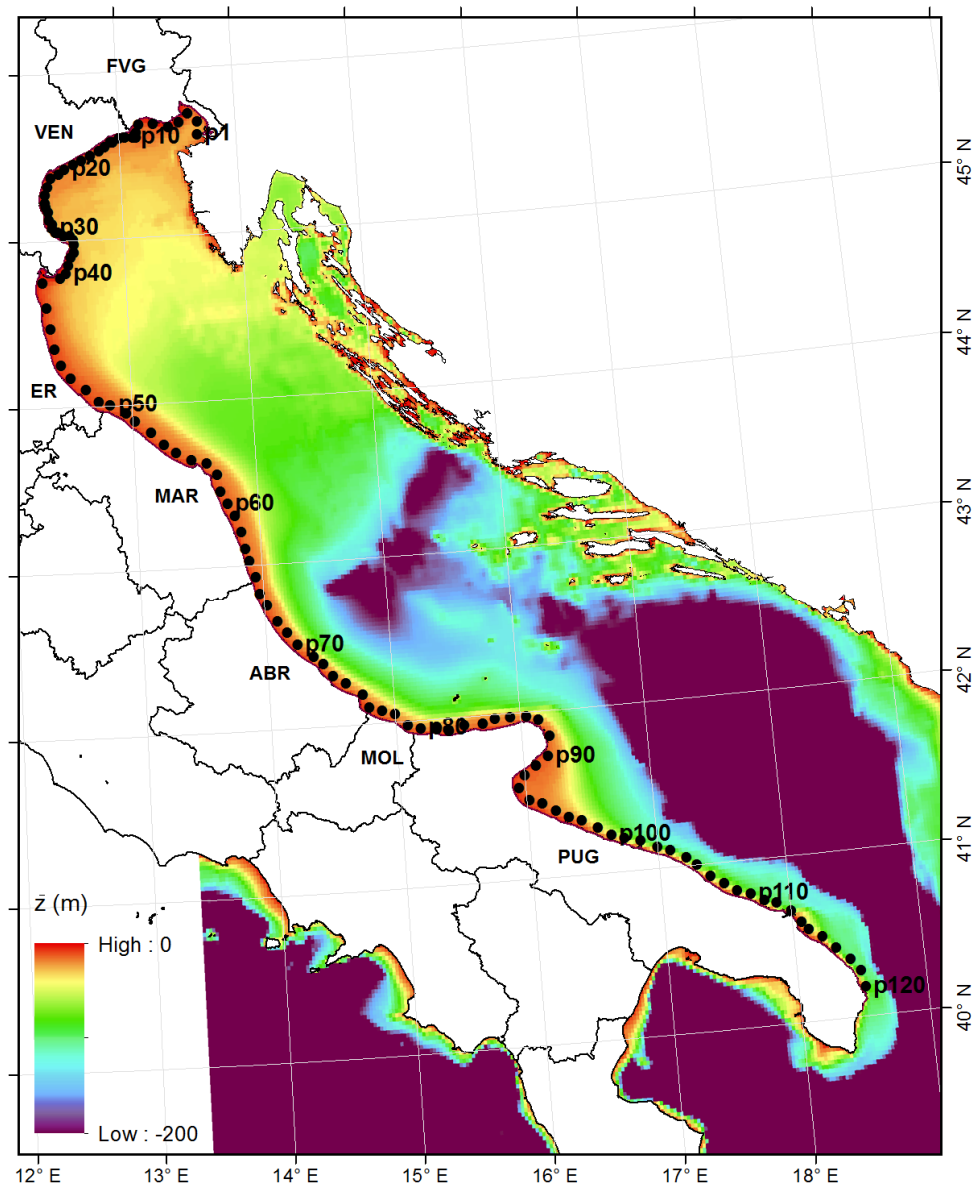 FVG
VEN
p10
p1
p20
45° N
p30
p40
44° N
ER
p50
MAR
p60
43° N
p70
ABR
42° N
p80
MOL
p90
p100
41° N
PUG
p110
z̄ (m)
High : 0
p120
40° N
Low : -200
12° E
13° E
14° E
15° E
16° E
17° E
18° E